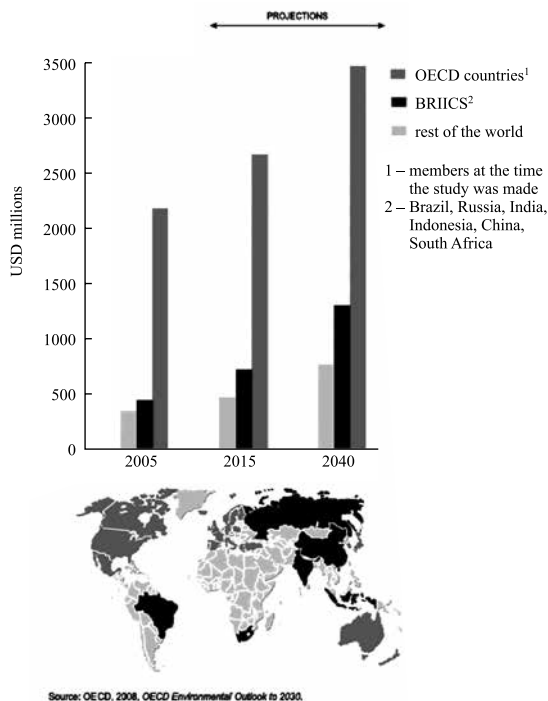 PROJECTIONS
3500
3000
2500
2000
1500
1000
500
0
USD millions
2005
2015
2040
OECD countries¹
BRIICS²
rest of the world
1 – members at the time
the study was made
2 – Brazil, Russia, India,
Indonesia, China,
South Africa
Source: OECD, 2008, OECD Environmental Outlook to 2030.